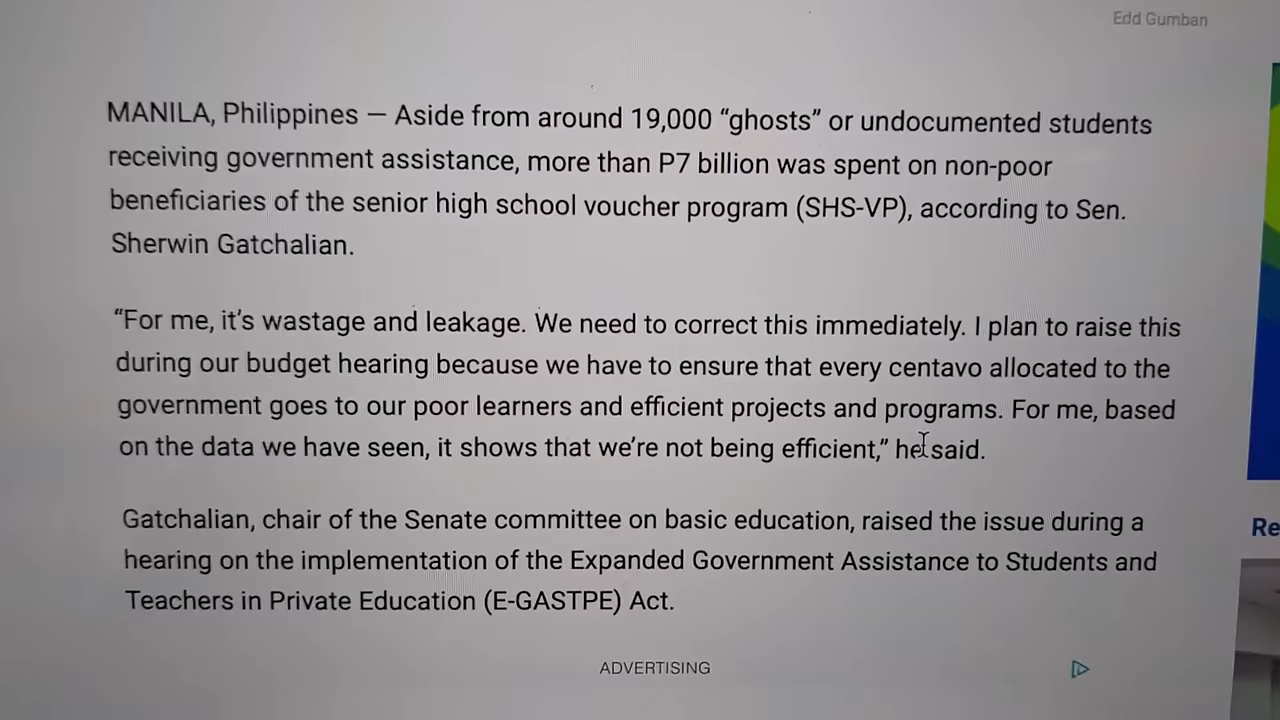 Edd Gumban
MANILA, Philippines — Aside from around 19,000 “ghosts” or undocumented students
receiving government assistance, more than P7 billion was spent on non-poor
beneficiaries of the senior high school voucher program (SHS-VP), according to Sen.
Sherwin Gatchalian.
“For me, it’s wastage and leakage. We need to correct this immediately. I plan to raise this
during our budget hearing because we have to ensure that every centavo allocated to the
government goes to our poor learners and efficient projects and programs. For me, based
on the data we have seen, it shows that we’re not being efficient,” he said.
Gatchalian, chair of the Senate committee on basic education, raised the issue during a
hearing on the implementation of the Expanded Government Assistance to Students and
Teachers in Private Education (E-GASTPE) Act.
Re
ADVERTISING